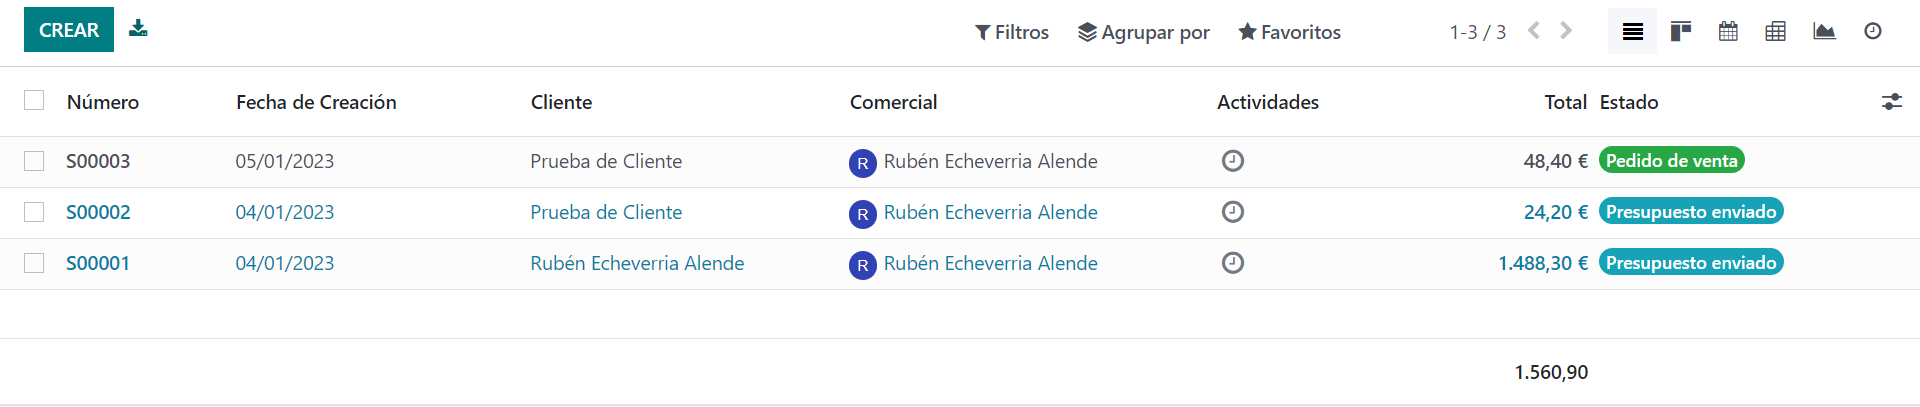 CREAR Filtros Agrupar por Favoritos 1-3 / 3
Número Fecha de Creación Cliente Comercial Actividades Total Estado
S00003 05/01/2023 Prueba de Cliente R Rubén Echeverria Alende 48,40 € Pedido de venta
S00002 04/01/2023 Prueba de Cliente R Rubén Echeverria Alende 24,20 € Presupuesto enviado
S00001 04/01/2023 Rubén Echeverria Alende R Rubén Echeverria Alende 1.488,30 € Presupuesto enviado
1.560,90